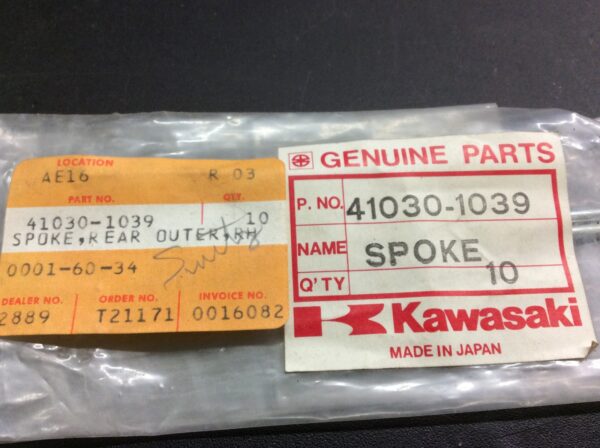 LOCATION
AE16 R 03
PART NO. QTY.
41030-1039 10
SPOKE,REAR OUTER,RH
0001-60-34
Smith
DEALER NO. ORDER NO. INVOICE NO.
2889 T21171 0016082
GENUINE PARTS
P. NO. 41030-1039
NAME SPOKE
Q'TY 10
Kawasaki
MADE IN JAPAN